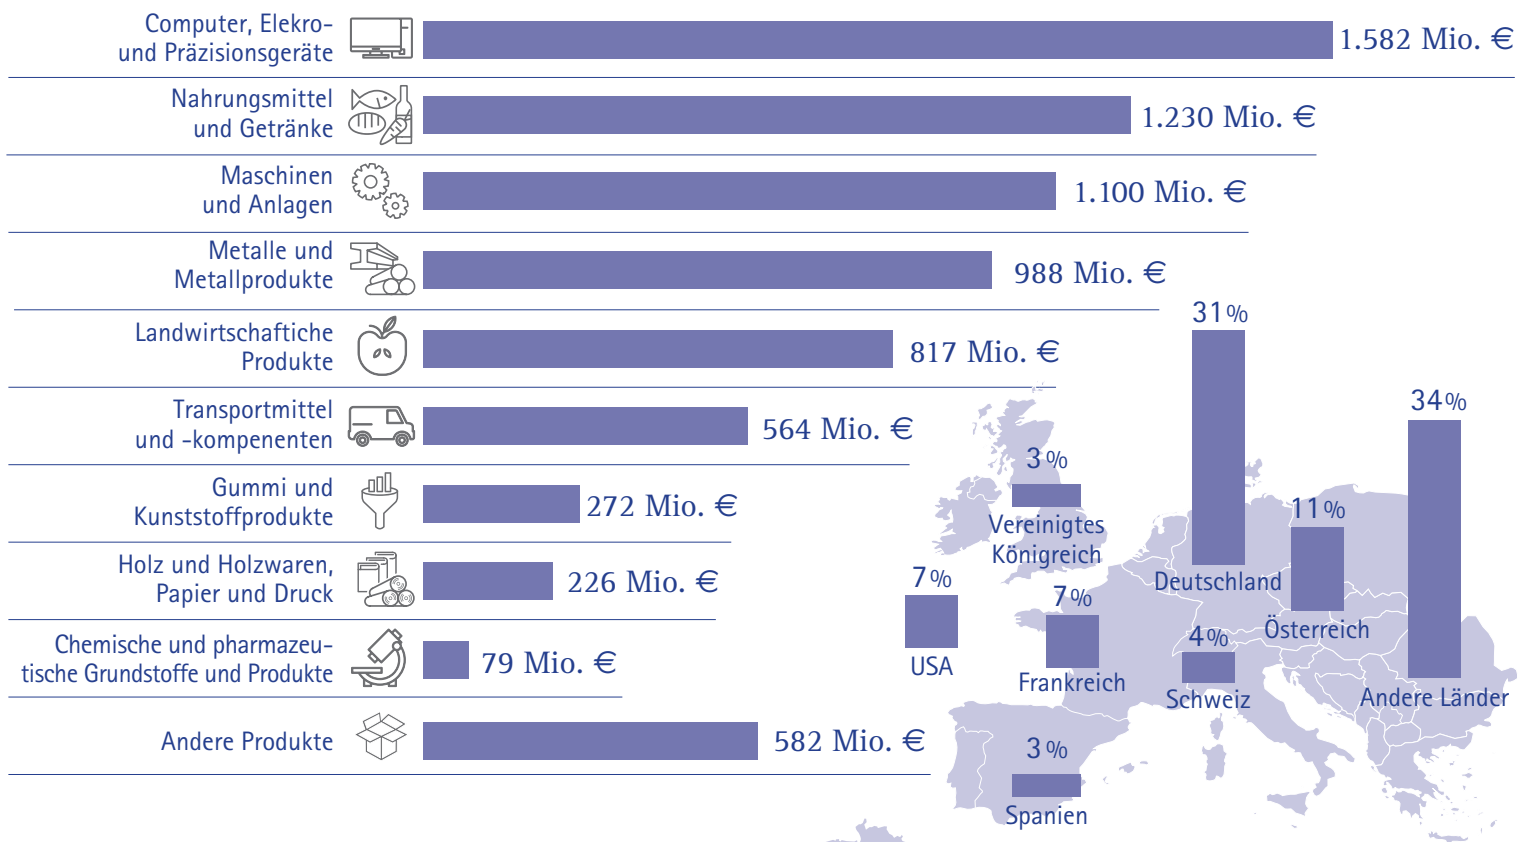 Computer, Elekro-
und Präzisionsgeräte
1.582 Mio. €
Nahrungsmittel
und Getränke
1.230 Mio. €
Maschinen
und Anlagen
1.100 Mio. €
Metalle und
Metallprodukte
988 Mio. €
Landwirtschaftiche
Produkte
817 Mio. €
Transportmittel
und -kompenenten
564 Mio. €
Gummi und
Kunststoffprodukte
272 Mio. €
Holz und Holzwaren,
Papier und Druck
226 Mio. €
Chemische und pharmazeu-
tische Grundstoffe und Produkte
79 Mio. €
Andere Produkte
582 Mio. €
31%
Deutschland
34%
Andere Länder
3%
Vereinigtes
Königreich
11%
Österreich
7%
USA
7%
Frankreich
4%
Schweiz
3%
Spanien